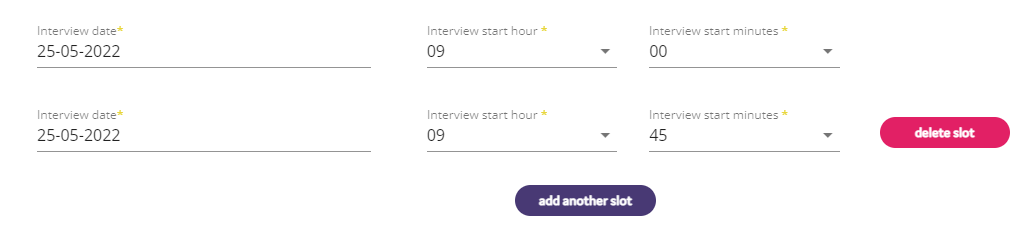 Interview date* Interview start hour * Interview start minutes *
25-05-2022 09 00
Interview date* Interview start hour * Interview start minutes *
25-05-2022 09 45
delete slot
add another slot